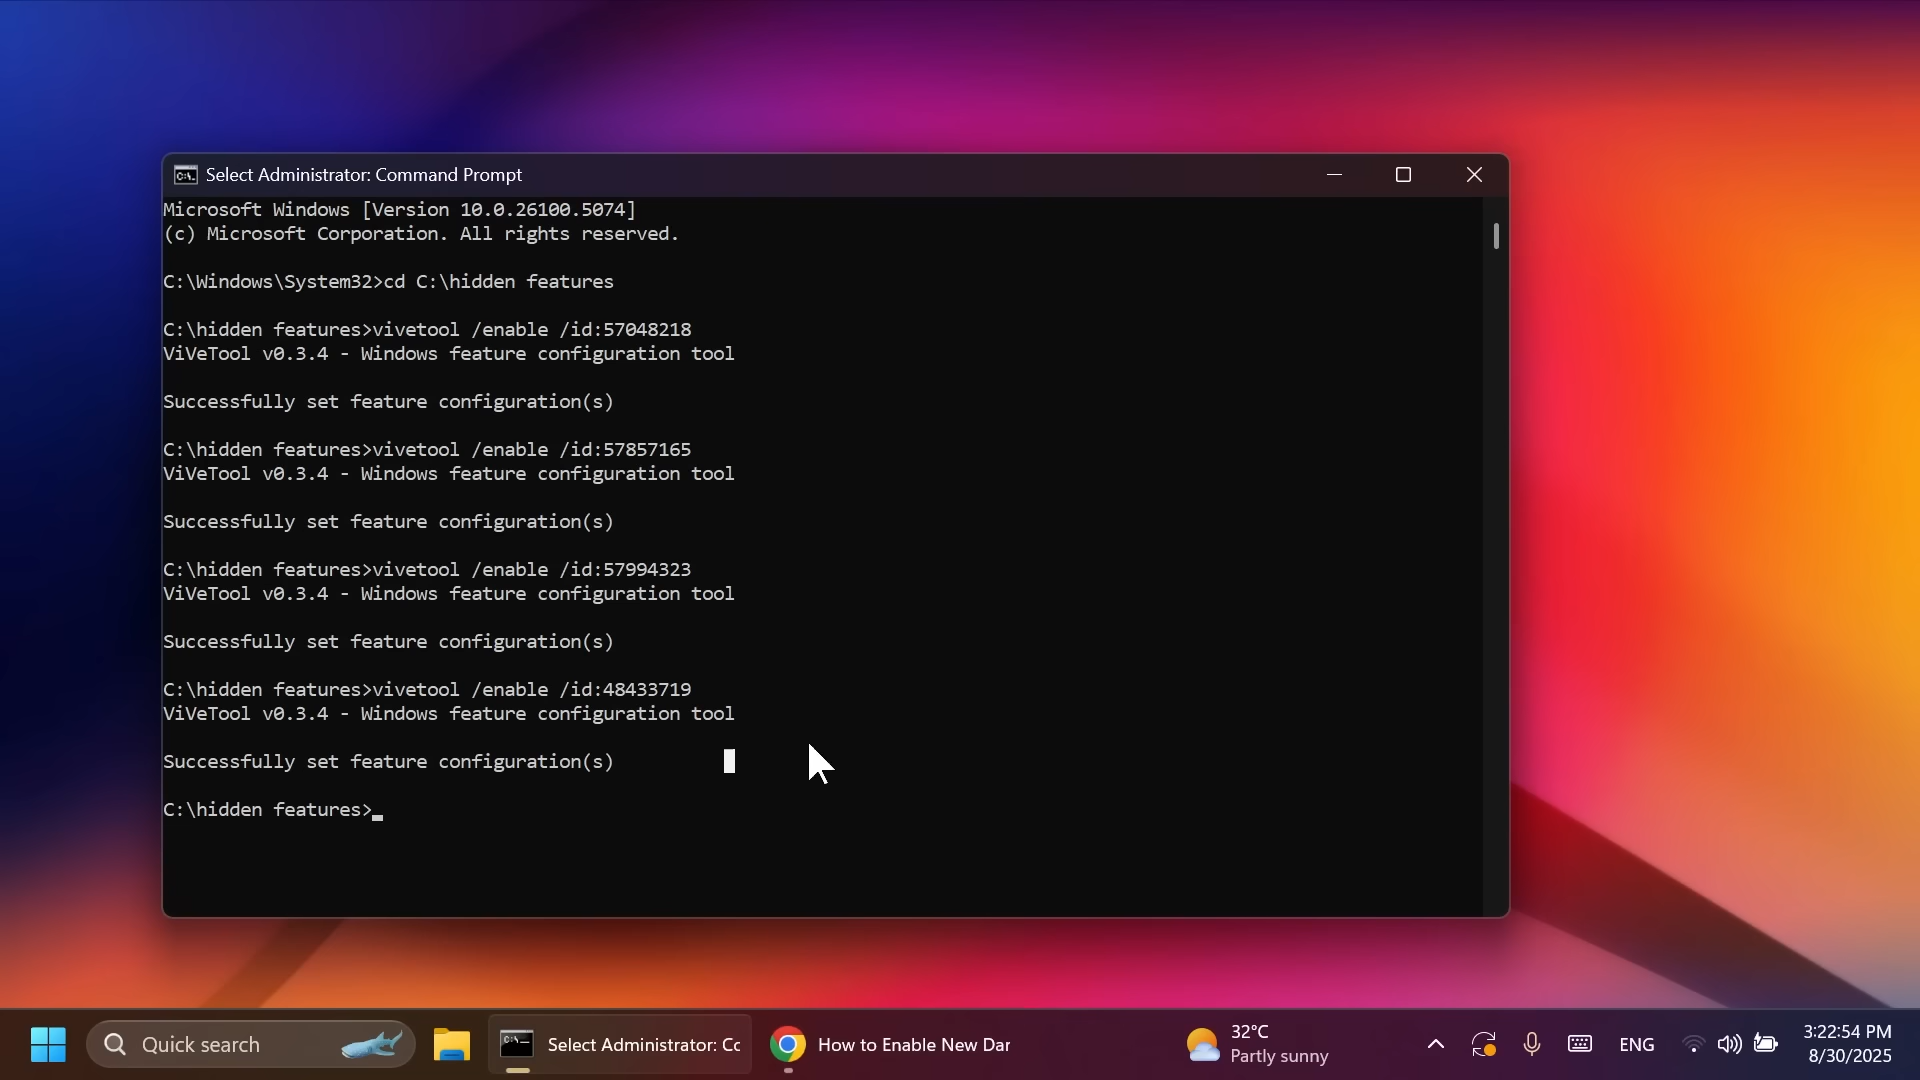 Select Administrator: Command Prompt
Microsoft Windows [Version 10.0.26100.5074]
(c) Microsoft Corporation. All rights reserved.
C:\Windows\System32>cd C:\hidden features
C:\hidden features>vivetool /enable /id:57048218
ViVeTool v0.3.4 - Windows feature configuration tool
Successfully set feature configuration(s)
C:\hidden features>vivetool /enable /id:57857165
ViVeTool v0.3.4 - Windows feature configuration tool
Successfully set feature configuration(s)
C:\hidden features>vivetool /enable /id:57994323
ViVeTool v0.3.4 - Windows feature configuration tool
Successfully set feature configuration(s)
C:\hidden features>vivetool /enable /id:48433719
ViVeTool v0.3.4 - Windows feature configuration tool
Successfully set feature configuration(s)
C:\hidden features>
Quick search
Select Administrator: Cc
How to Enable New Dar
32°C
Partly sunny
ENG
3:22:54 PM
8/30/2025